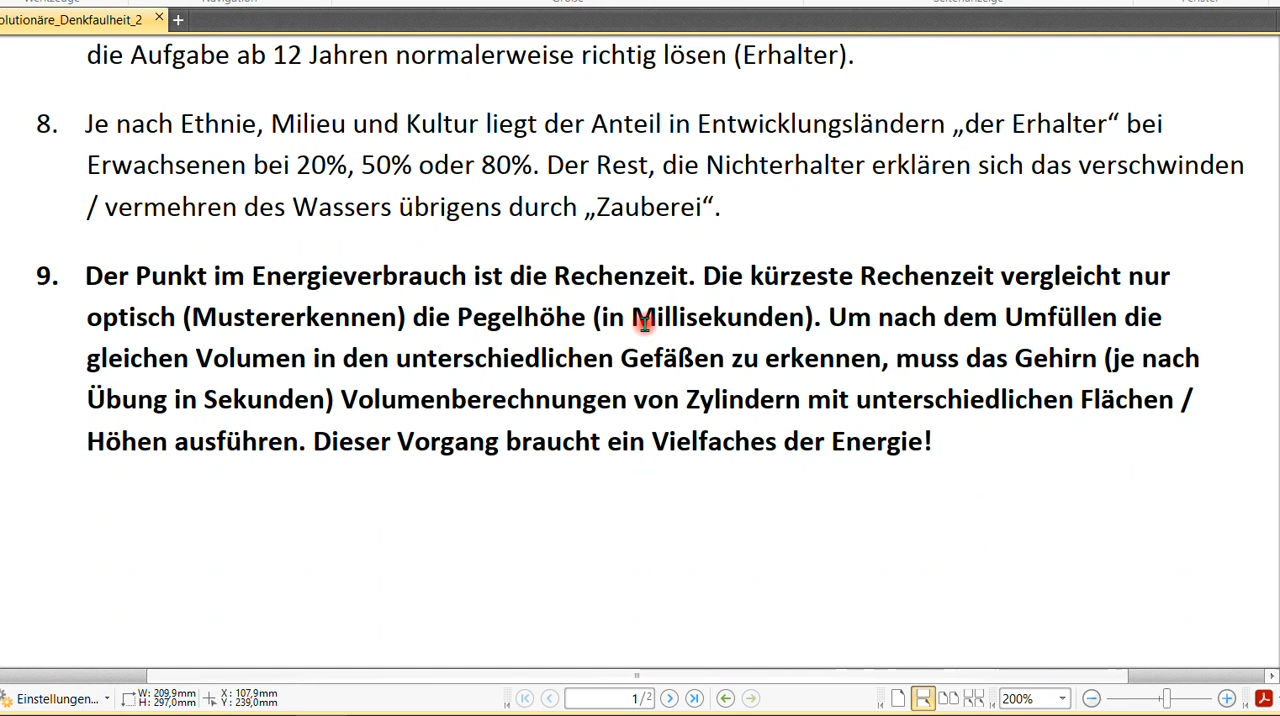 olutionäre_Denkfaulheit_2
die Aufgabe ab 12 Jahren normalerweise richtig lösen (Erhalter).
8. Je nach Ethnie, Milieu und Kultur liegt der Anteil in Entwicklungsländern „der Erhalter“ bei
Erwachsenen bei 20%, 50% oder 80%. Der Rest, die Nichterhalter erklären sich das verschwinden
/ vermehren des Wassers übrigens durch „Zauberei“.
9. Der Punkt im Energieverbrauch ist die Rechenzeit. Die kürzeste Rechenzeit vergleicht nur
optisch (Mustererkennen) die Pegelhöhe (in Millisekunden). Um nach dem Umfüllen die
gleichen Volumen in den unterschiedlichen Gefäßen zu erkennen, muss das Gehirn (je nach
Übung in Sekunden) Volumenberechnungen von Zylindern mit unterschiedlichen Flächen /
Höhen ausführen. Dieser Vorgang braucht ein Vielfaches der Energie!
Einstellungen... W: 209,9mm X: 107,9mm 1/2 200%
H: 297,0mm Y: 239,0mm